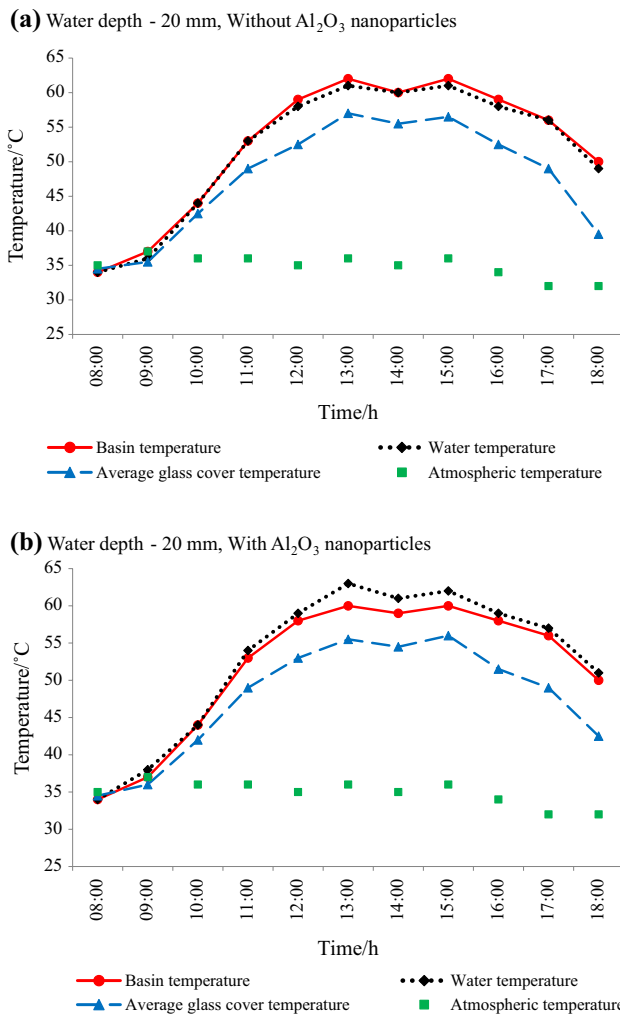 (a) Water depth - 20 mm, Without Al₂O₃ nanoparticles
65
60
55
50
45
40
35
30
25
Temperature/˚C
08:00 09:00 10:00 11:00 12:00 13:00 14:00 15:00 16:00 17:00 18:00
Time/h
Basin temperature Water temperature
Average glass cover temperature Atmospheric temperature
(b) Water depth - 20 mm, With Al₂O₃ nanoparticles
65
60
55
50
45
40
35
30
25
Temperature/˚C
08:00 09:00 10:00 11:00 12:00 13:00 14:00 15:00 16:00 17:00 18:00
Time/h
Basin temperature Water temperature
Average glass cover temperature Atmospheric temperature